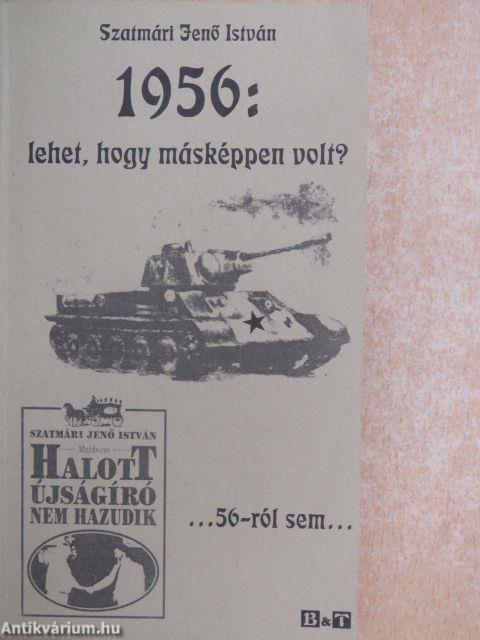 Szatmári Jenő István
1956:
lehet, hogy másképpen volt?
SZATMÁRI JENŐ ISTVÁN
Majdnem
HALOTT
ÚJSÁGÍRÓ
NEM HAZUDIK
...56-ról sem...
B&T
Antikvárium.hu